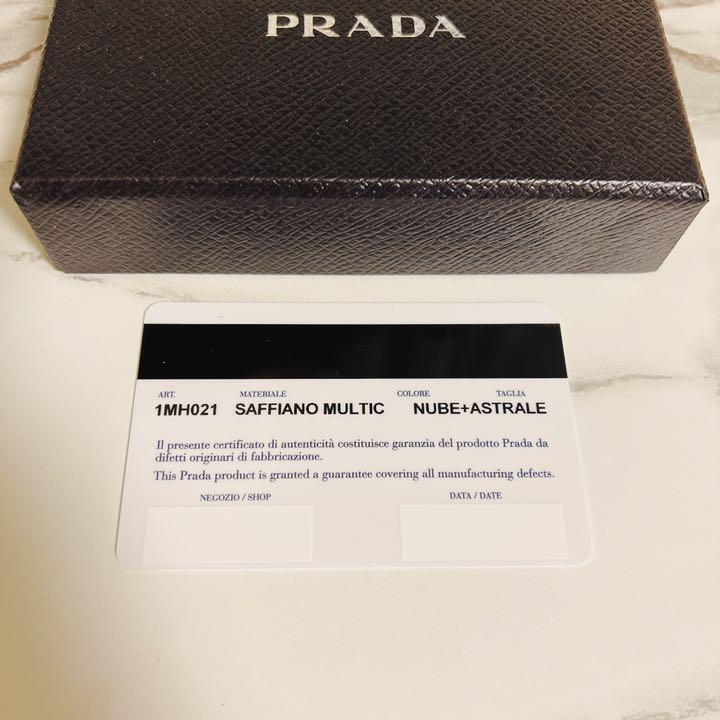 PRADA
ART. MATERIALE COLORE TAGLIA
1MH021 SAFFIANO MULTIC NUBE+ASTRALE
Il presente certificato di autenticità costituisce garanzia del prodotto Prada da
difetti originari di fabbricazione.
This Prada product is granted a guarantee covering all manufacturing defects.
NEGOZIO / SHOP DATA / DATE